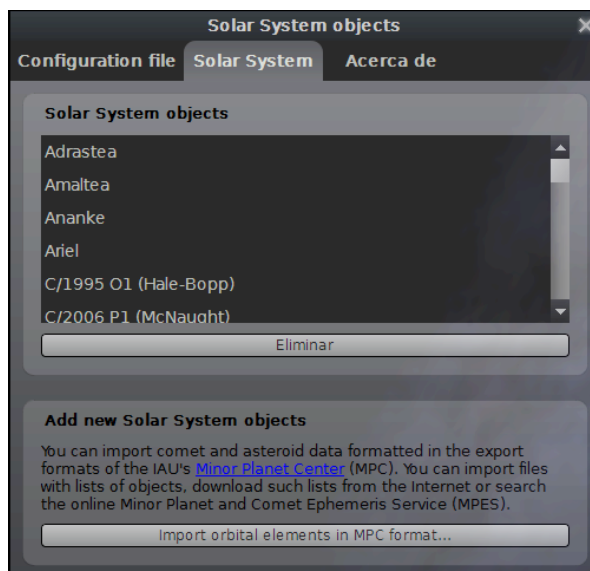 Solar System objects
Configuration file Solar System Acerca de
Solar System objects
Adrastea
Amaltea
Ananke
Ariel
C/1995 O1 (Hale-Bopp)
C/2006 P1 (McNaught)
Eliminar
Add new Solar System objects
You can import comet and asteroid data formatted in the export
formats of the IAU's Minor Planet Center (MPC). You can import files
with lists of objects, download such lists from the Internet or search
the online Minor Planet and Comet Ephemeris Service (MPES).
Import orbital elements in MPC format...